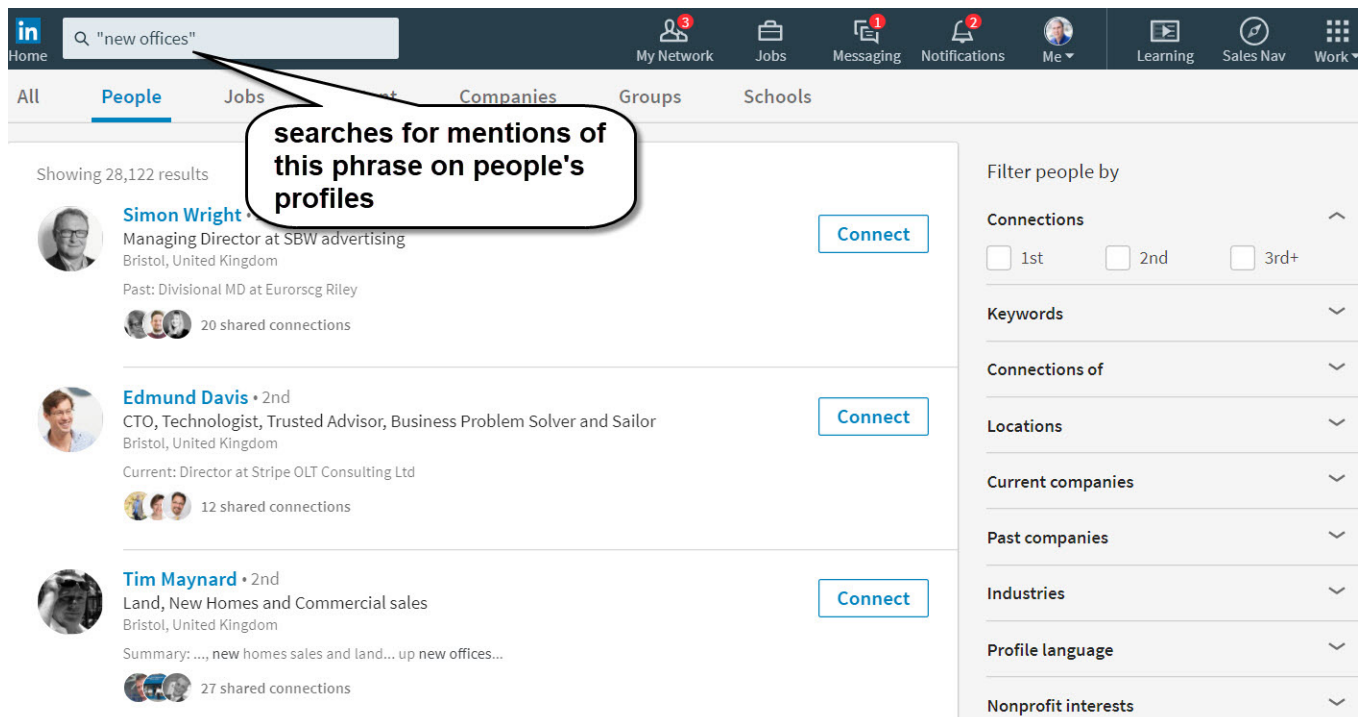 in
"new offices"
3
1
2
Home
My Network
Jobs
Messaging
Notifications
Me
Learning
Sales Nav
Work
All
People
Jobs
Companies
Groups
Schools
searches for mentions of
this phrase on people's
profiles
Showing 28,122 results
Simon Wright •
Managing Director at SBW advertising
Bristol, United Kingdom
Past: Divisional MD at Eurorscg Riley
20 shared connections
Connect
Edmund Davis • 2nd
CTO, Technologist, Trusted Advisor, Business Problem Solver and Sailor
Bristol, United Kingdom
Current: Director at Stripe OLT Consulting Ltd
12 shared connections
Connect
Tim Maynard • 2nd
Land, New Homes and Commercial sales
Bristol, United Kingdom
Summary: ..., new homes sales and land... up new offices...
27 shared connections
Connect
Filter people by
Connections
1st
2nd
3rd+
Keywords
Connections of
Locations
Current companies
Past companies
Industries
Profile language
Nonprofit interests